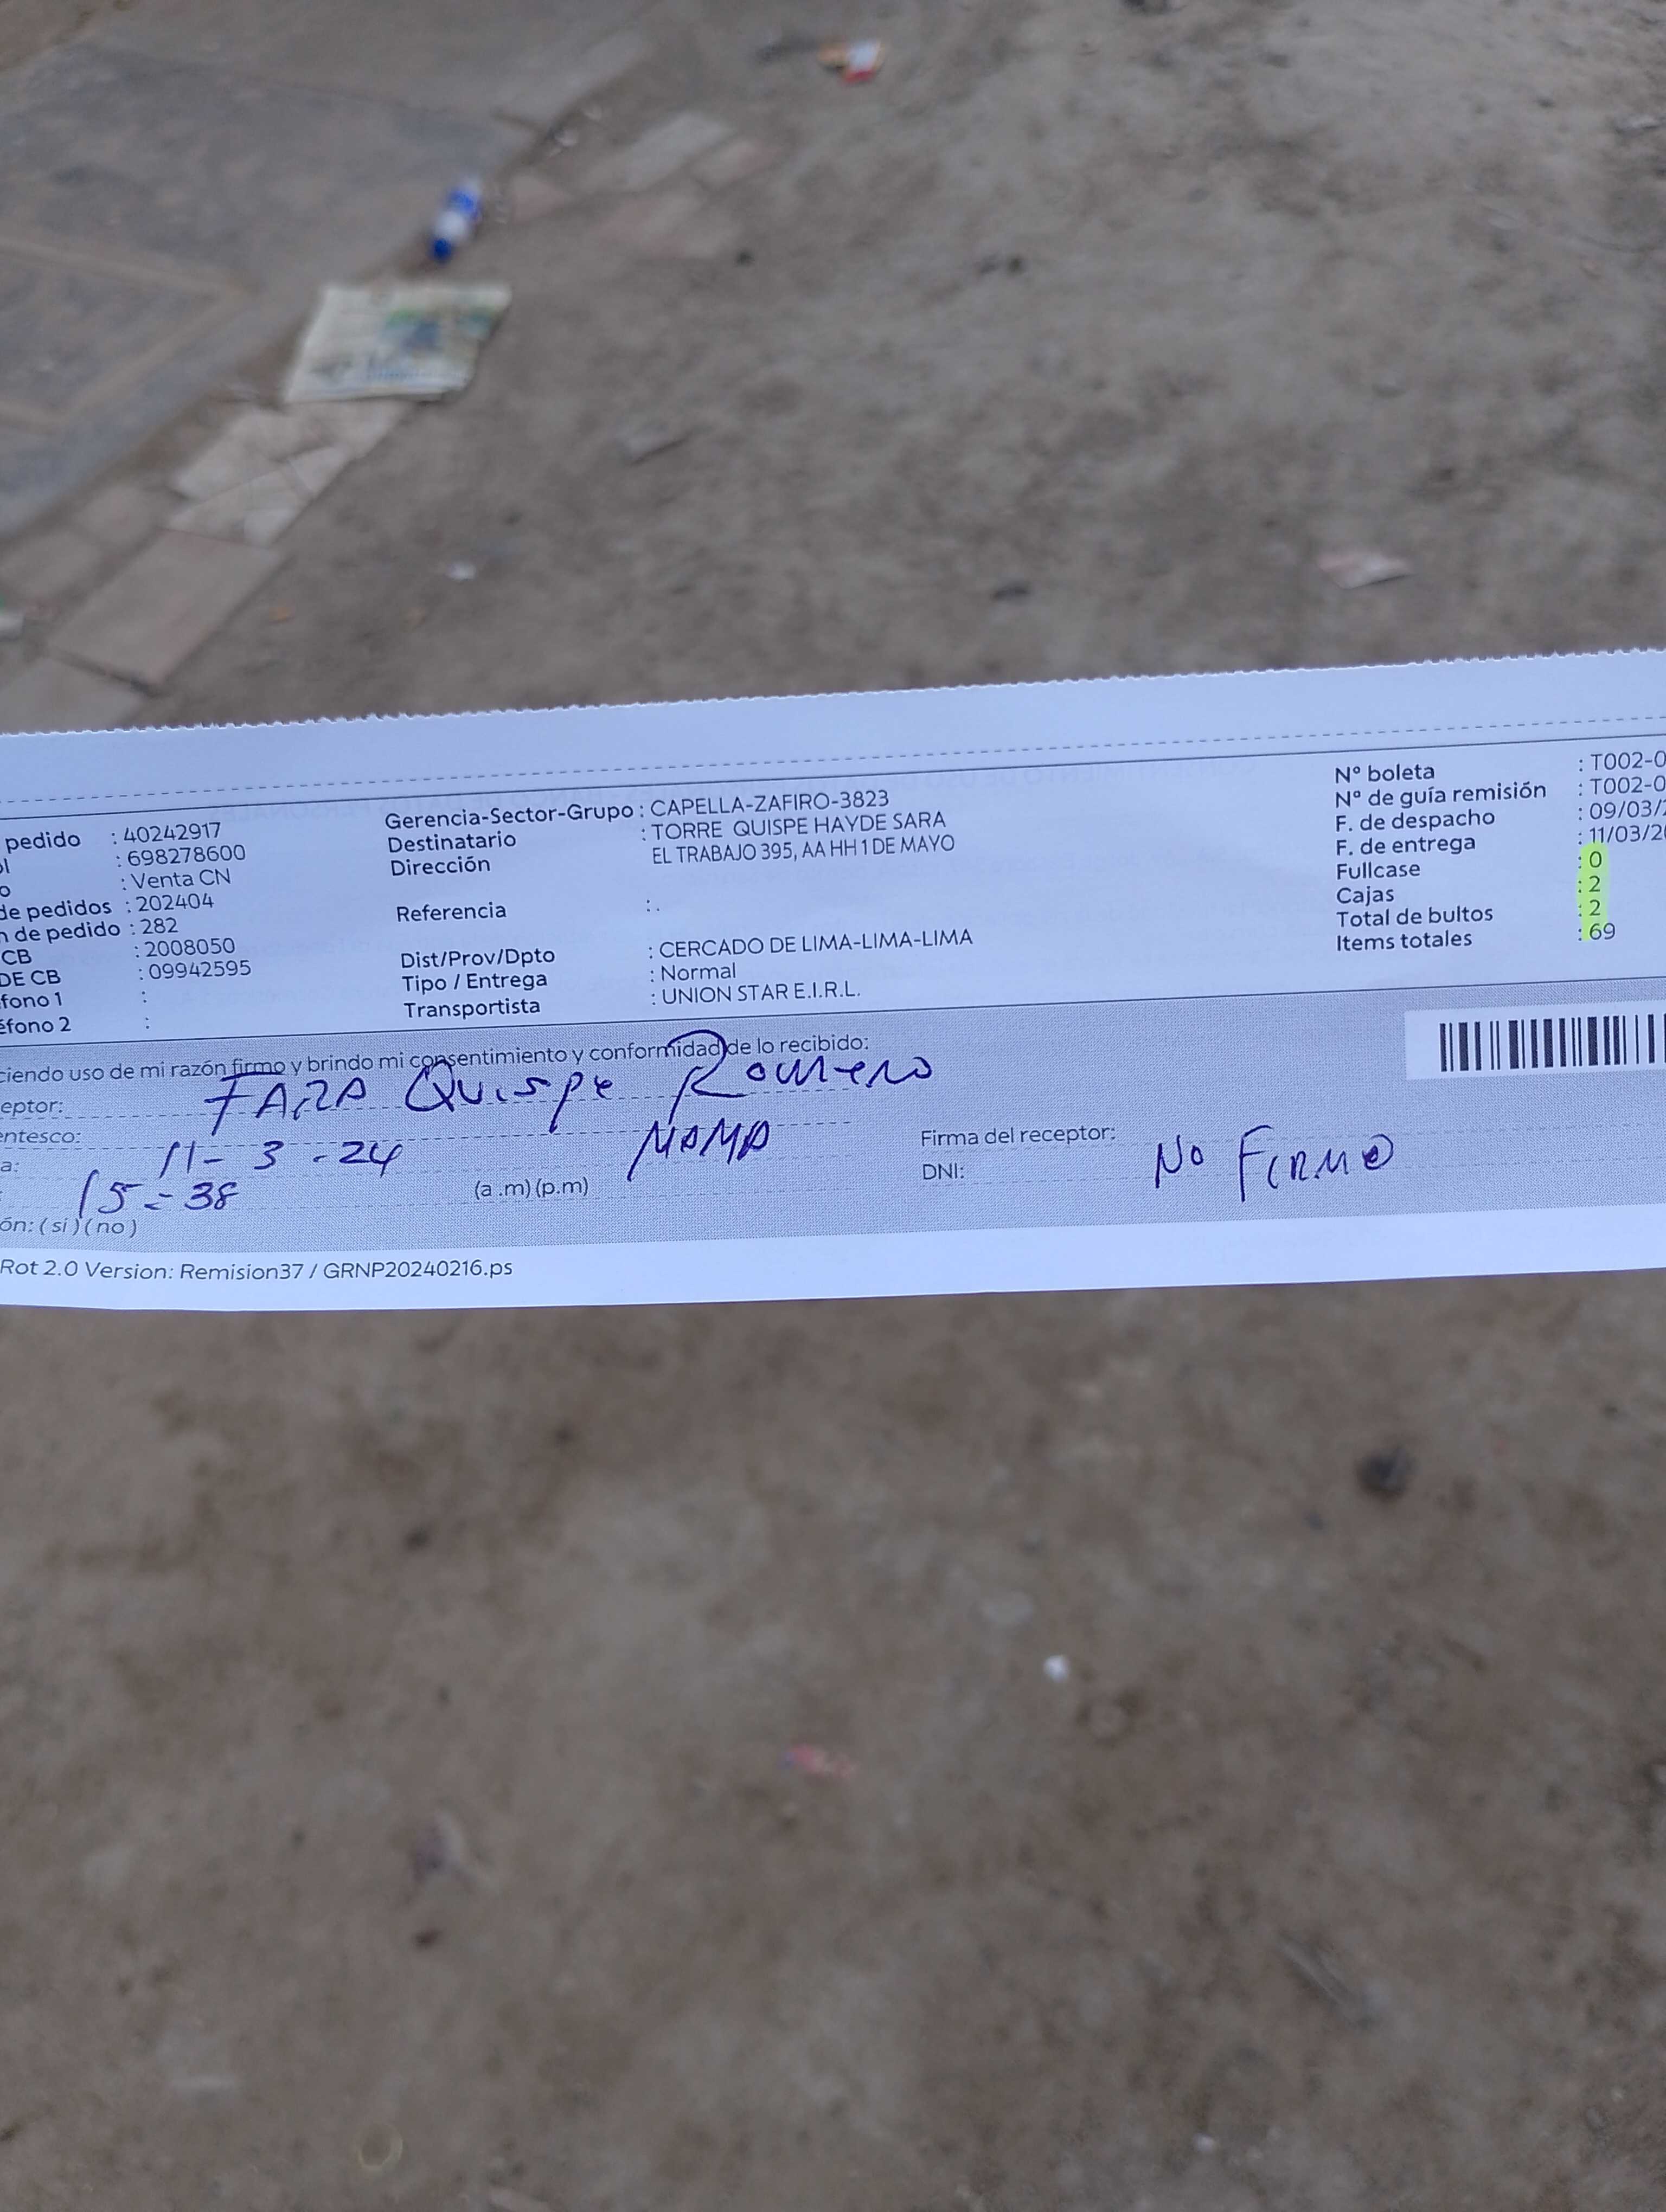 pedido : 40242917
: 698278600
o : Venta CN
de pedidos : 202404
n de pedido : 282
CB : 2008050
DE CB : 09942595
fono 1 :
éfono 2 :
Gerencia-Sector-Grupo : CAPELLA-ZAFIRO-3823
Destinatario : TORRE QUISPE HAYDE SARA
Dirección EL TRABAJO 395, AA HH 1 DE MAYO
Referencia : .
Dist/Prov/Dpto : CERCADO DE LIMA-LIMA-LIMA
Tipo / Entrega : Normal
Transportista : UNION STAR E.I.R.L.
N° boleta : T002-0
N° de guía remisión : T002-0
F. de despacho : 09/03/2
F. de entrega : 11/03/20
Fullcase : 0
Cajas : 2
Total de bultos : 2
Items totales : 69
ciendo uso de mi razón firmo y brindo mi consentimiento y conformidad de lo recibido:
eptor: Quispe Romero
entesco: MAMA
a: 11-3-24
15=38 (a .m) (p.m)
ón: ( si ) ( no )
Firma del receptor: No Firmo
DNI:
Rot 2.0 Version: Remision37 / GRNP20240216.ps